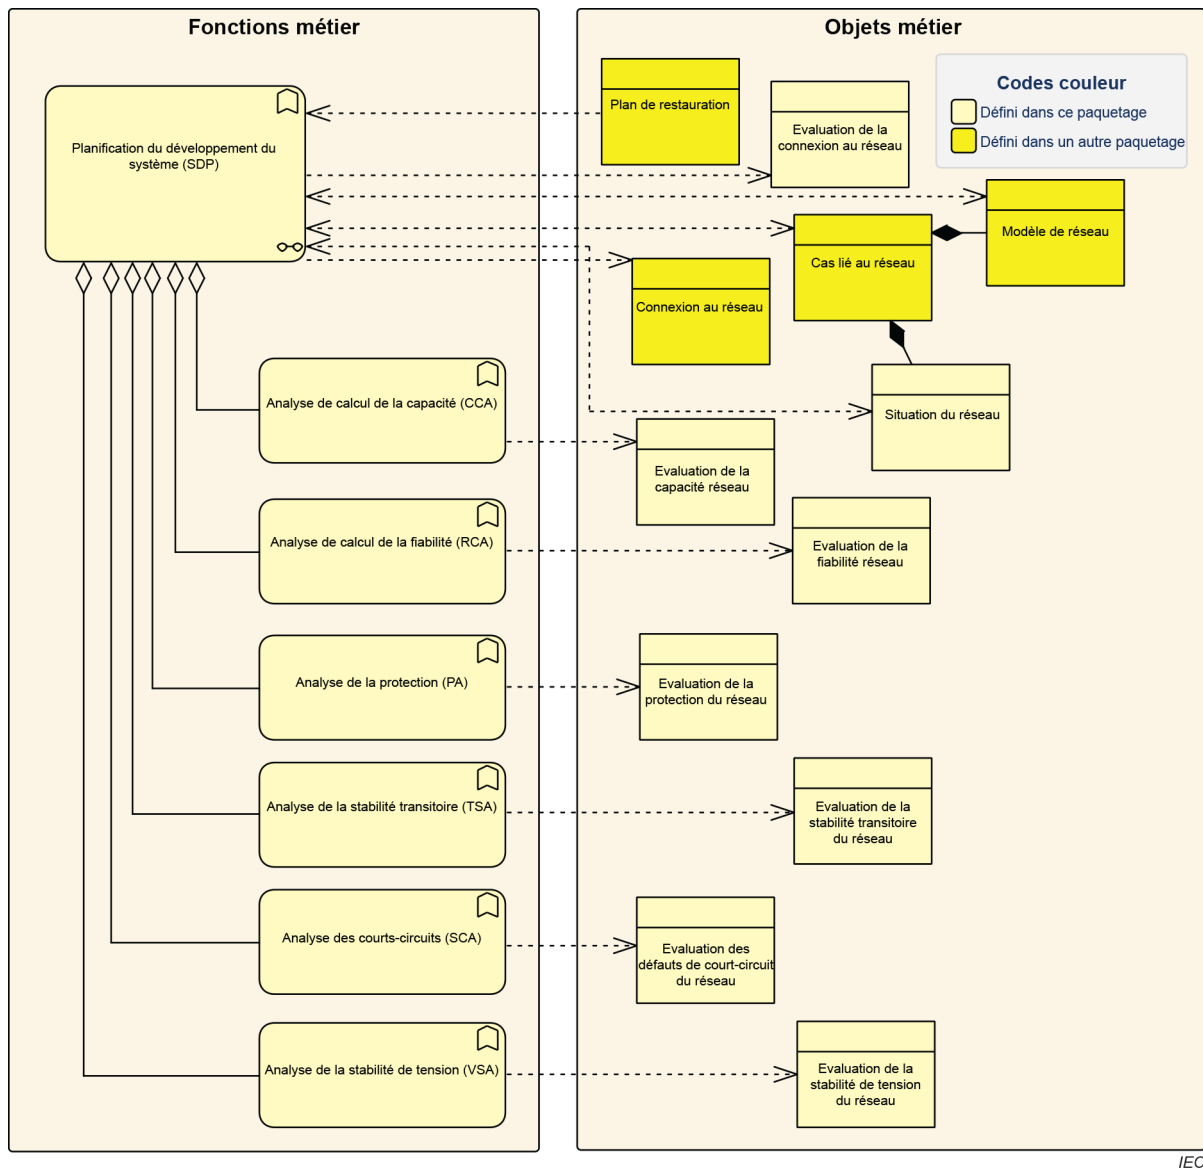 Fonctions métier
Planification du développement du
système (SDP)
Analyse de calcul de la capacité (CCA)
Analyse de calcul de la fiabilité (RCA)
Analyse de la protection (PA)
Analyse de la stabilité transitoire (TSA)
Analyse des courts-circuits (SCA)
Analyse de la stabilité de tension (VSA)
Objets métier
Codes couleur
Défini dans ce paquetage
Défini dans un autre paquetage
Plan de restauration
Evaluation de la
connexion au réseau
Modèle de réseau
Cas lié au réseau
Connexion au réseau
Situation du réseau
Evaluation de la
capacité réseau
Evaluation de la
fiabilité réseau
Evaluation de la
protection du réseau
Evaluation de la
stabilité transitoire
du réseau
Evaluation des
défauts de court-circuit
du réseau
Evaluation de la
stabilité de tension
du réseau
IEC